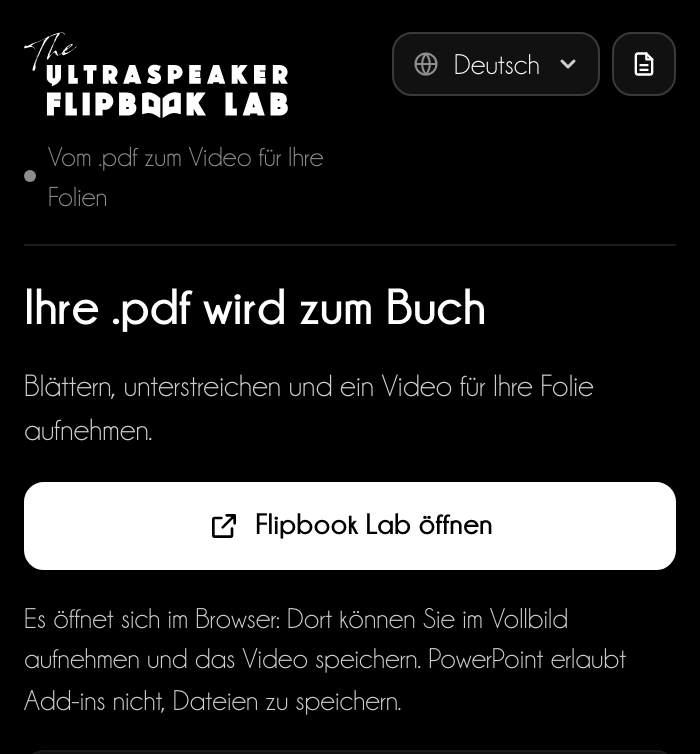 The
ULTRASPEAKER
FLIPBOOK LAB
Deutsch
Vom .pdf zum Video für Ihre
Folien
Ihre .pdf wird zum Buch
Blättern, unterstreichen und ein Video für Ihre Folie
aufnehmen.
Flipbook Lab öffnen
Es öffnet sich im Browser: Dort können Sie im Vollbild
aufnehmen und das Video speichern. PowerPoint erlaubt
Add-ins nicht, Dateien zu speichern.